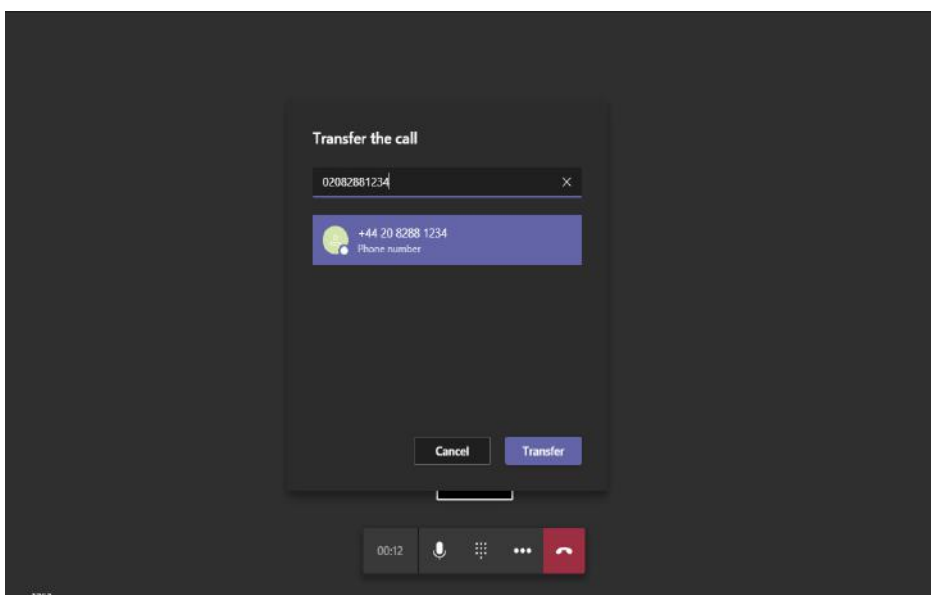 Transfer the call
02082881234
+44 20 8288 1234
Phone number
Cancel
Transfer
00:12